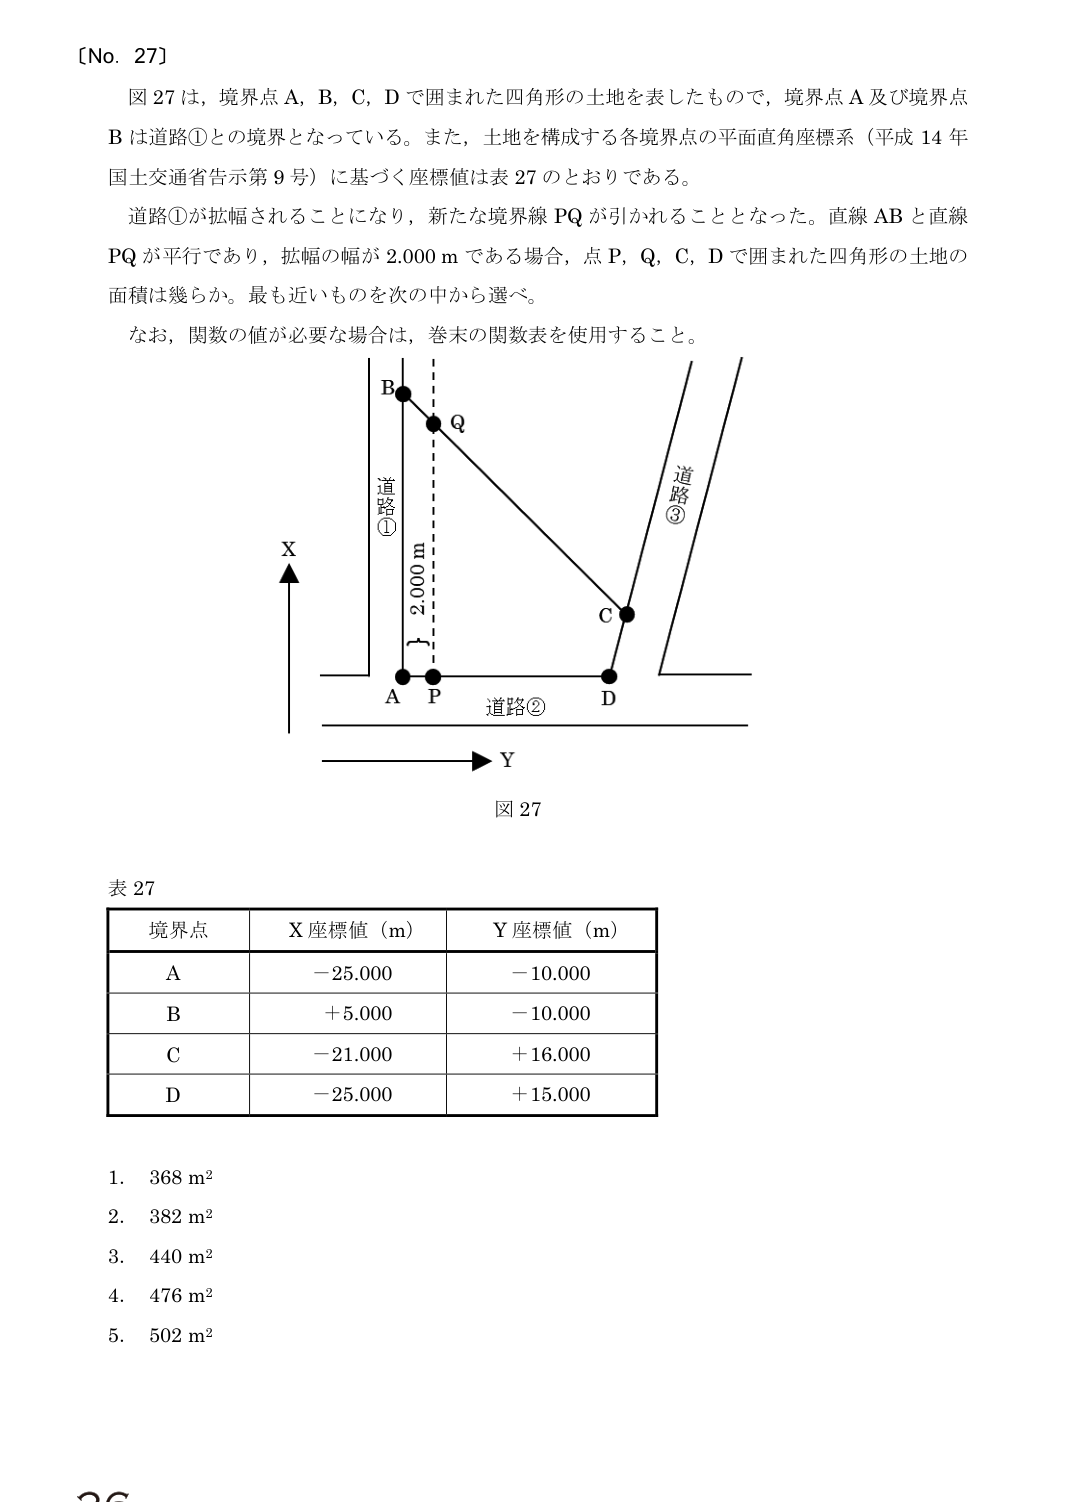 〔No. 27〕
図 27 は，境界点 A，B，C，D で囲まれた四角形の土地を表したもので，境界点 A 及び境界点
B は道路①との境界となっている。また，土地を構成する各境界点の平面直角座標系（平成 14 年
国土交通省告示第 9 号）に基づく座標値は表 27 のとおりである。
道路①が拡幅されることになり，新たな境界線 PQ が引かれることとなった。直線 AB と直線
PQ が平行であり，拡幅の幅が 2.000 m である場合，点 P，Q，C，D で囲まれた四角形の土地の
面積は幾らか。最も近いものを次の中から選べ。
なお，関数の値が必要な場合は，巻末の関数表を使用すること。
B
Q
道路①
道路③
X
2.000 m
C
A
P
D
道路②
Y
図 27
表 27
境界点 X 座標値（m） Y 座標値（m）
A －25.000 －10.000
B ＋5.000 －10.000
C －21.000 ＋16.000
D －25.000 ＋15.000
1. 368 m²
2. 382 m²
3. 440 m²
4. 476 m²
5. 502 m²